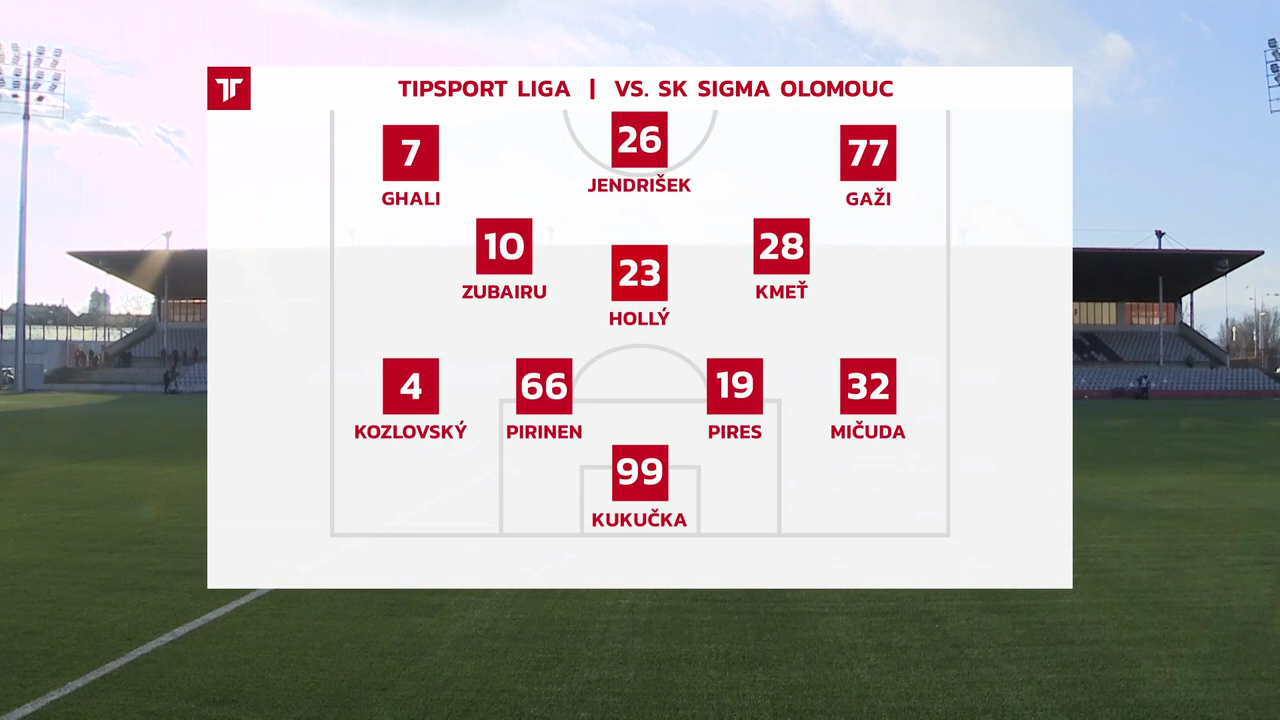 TIPSPORT LIGA | VS. SK SIGMA OLOMOUC
7
26
77
GHALI
JENDRIŠEK
GAŽI
10
23
28
ZUBAIRU
HOLLÝ
KMEŤ
4
66
19
32
KOZLOVSKÝ
PIRINEN
PIRES
MIČUDA
99
KUKUČKA